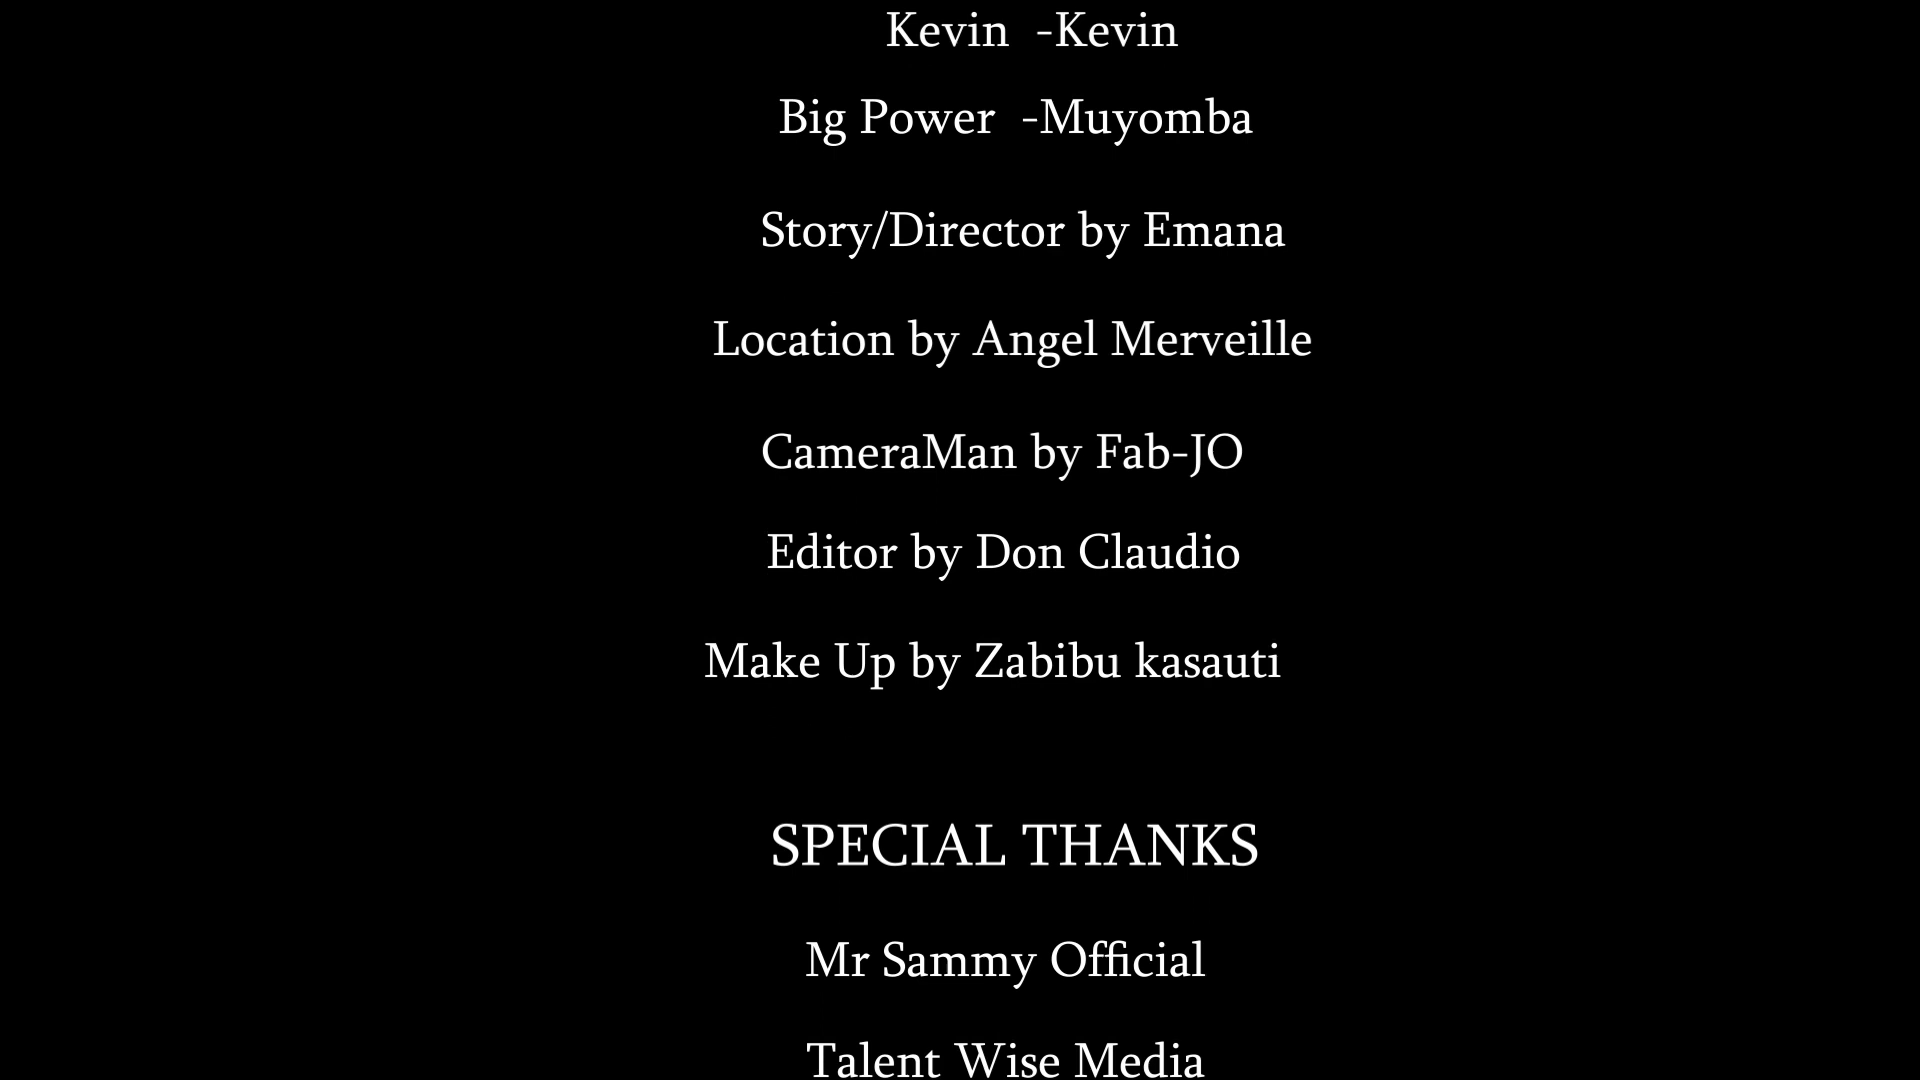 Kevin  -Kevin
Big Power  -Muyomba
Story/Director by Emana
Location by Angel Merveille
CameraMan by Fab-JO
Editor by Don Claudio
Make Up by Zabibu kasauti
SPECIAL THANKS
Mr Sammy Official
Talent Wise Media